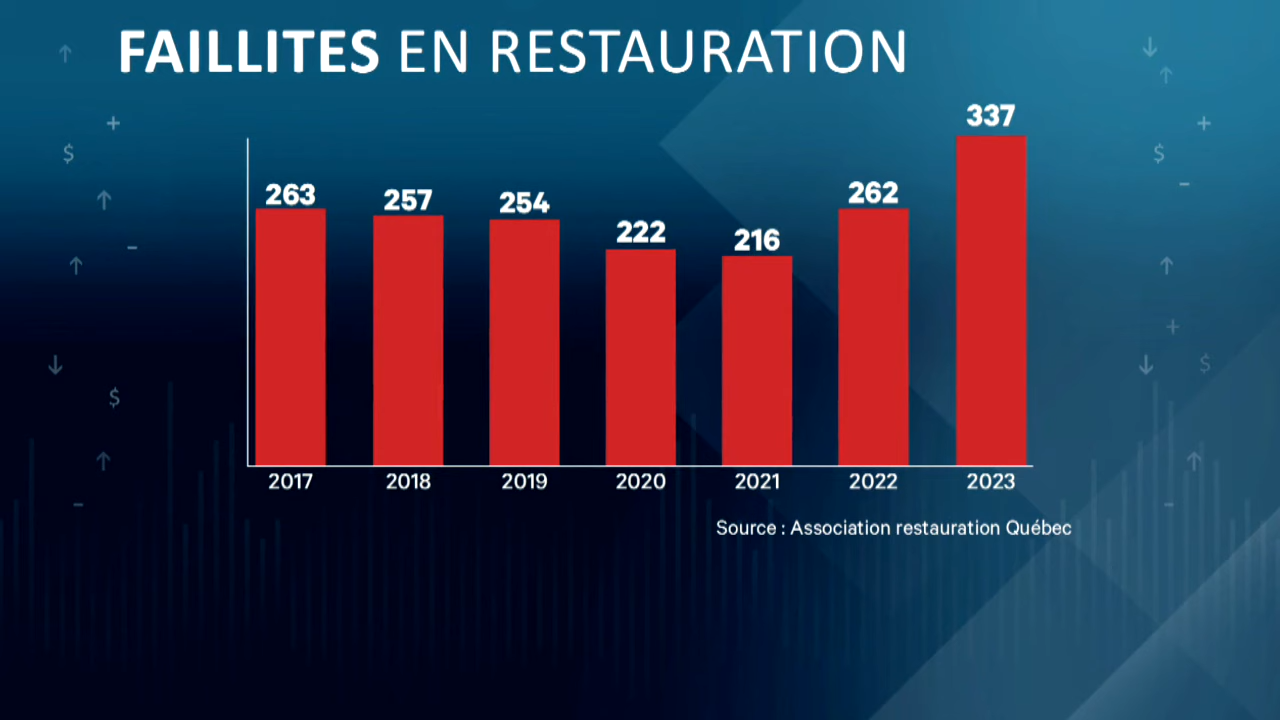 FAILLITES EN RESTAURATION
337
263
257
254
222
216
262
2017 2018 2019 2020 2021 2022 2023
Source : Association restauration Québec